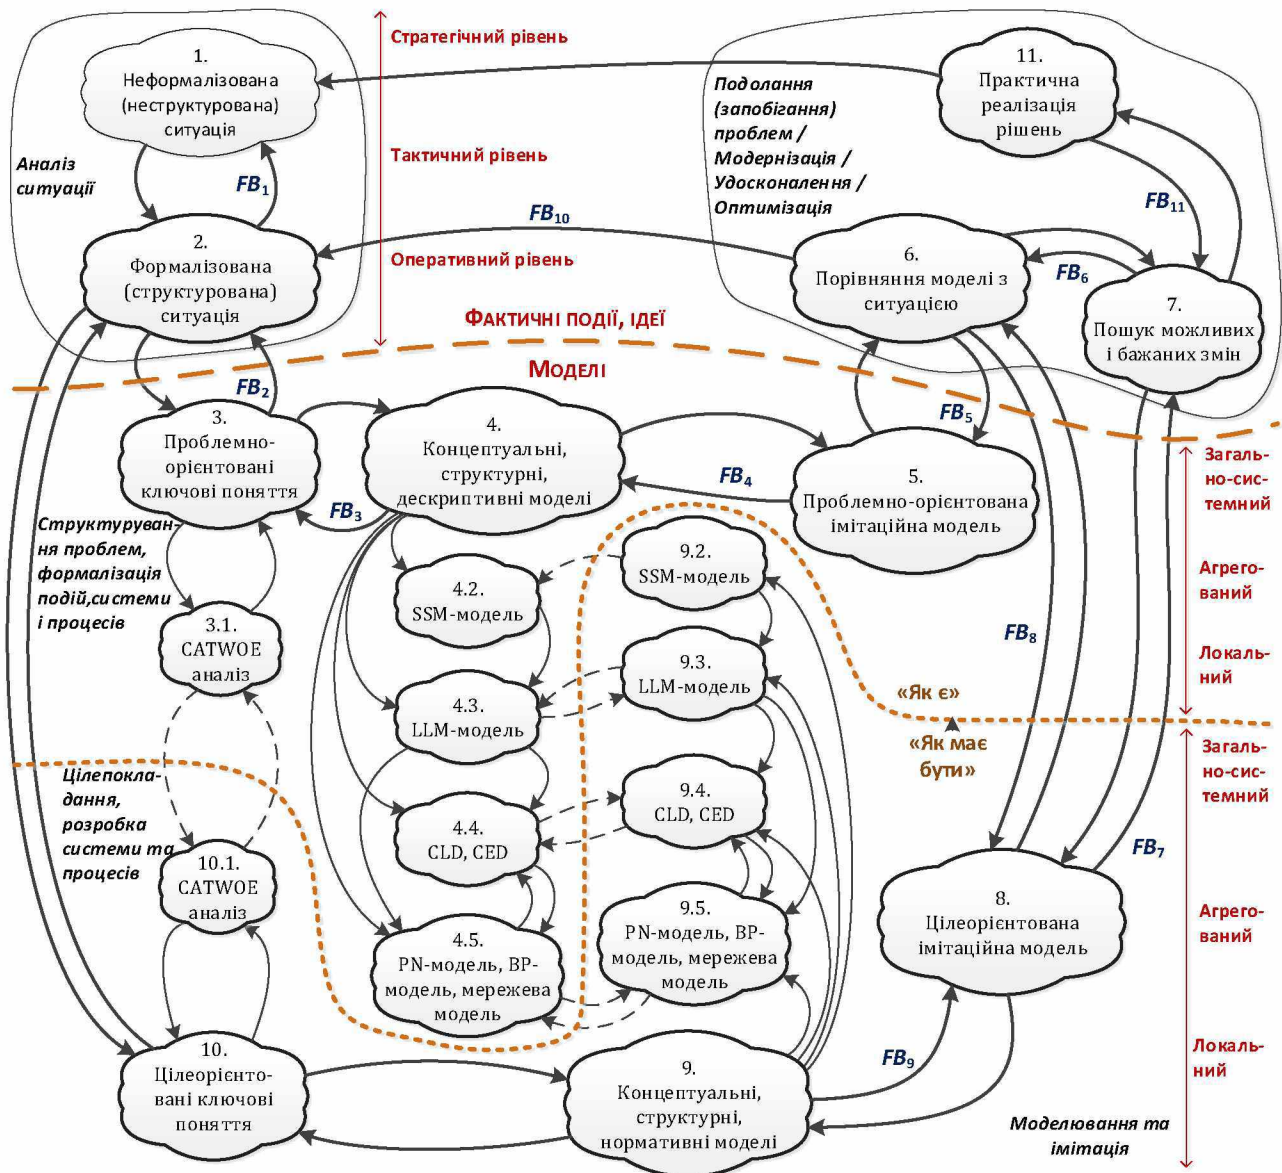 Стратегічний рівень
1.
Неформалізована
(неструктурована)
ситуація
11.
Практична
реалізація
рішень
Подолання
(запобігання)
проблем /
Модернізація /
Удосконалення /
Оптимізація
Аналіз
ситуації
Тактичний рівень
FB1
FB10
FB11
2.
Формалізована
(структурована)
ситуація
Оперативний рівень
6.
Порівняння моделі з
ситуацією
FB6
7.
Пошук можливих
і бажаних змін
Фактичні події, ідеї
Моделі
FB2
FB5
3.
Проблемно-
орієнтовані
ключові поняття
4.
Концептуальні,
структурні,
дескриптивні моделі
FB3
FB4
5.
Проблемно-орієнтована
імітаційна модель
Загаль-
но-сис-
темний
Структуруван-
ня проблем,
формалізація
подій,системи
і процесів
3.1.
CATWOE
аналіз
4.2.
SSM-модель
9.2.
SSM-модель
Агрего-
ваний
FB8
4.3.
LLM-модель
9.3.
LLM-модель
Локаль-
ний
«Як є»
«Як має
бути»
Загаль-
но-сис-
темний
Цілепокла-
дання,
розробка
системи та
процесів
10.1.
CATWOE
аналіз
4.4.
CLD, CED
9.4.
CLD, CED
FB7
4.5.
PN-модель, BP-
модель, мережева
модель
9.5.
PN-модель, BP-
модель, мережева
модель
8.
Цілеорієнтована
імітаційна модель
Агрего-
ваний
10.
Цілеорієнто-
вані ключові
поняття
9.
Концептуальні,
структурні,
нормативні моделі
FB9
Локаль-
ний
Моделювання та
імітація